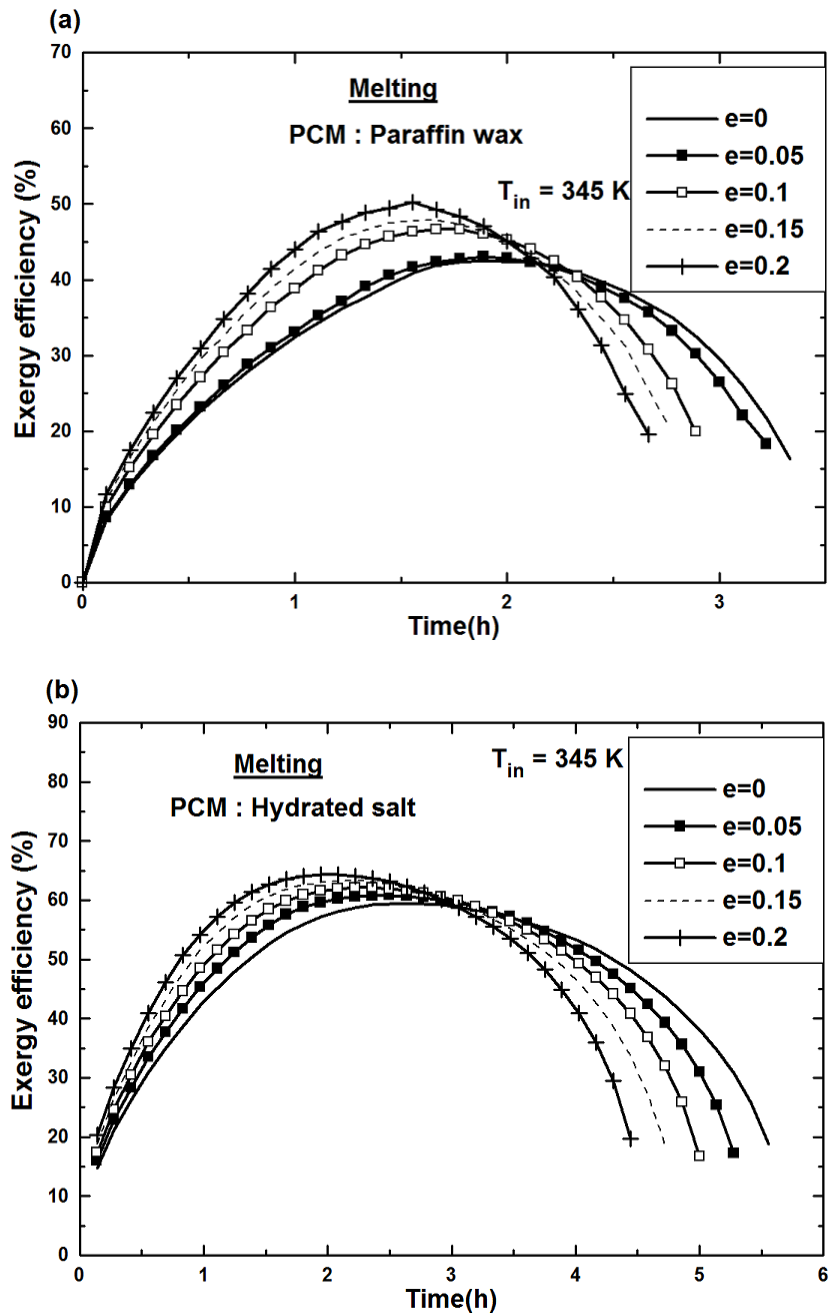 (a)
70
60
50
40
30
20
10
0
Exergy efficiency (%)
Melting
PCM : Paraffin wax
T_in = 345 K
e=0
e=0.05
e=0.1
e=0.15
e=0.2
0 1 2 3
Time(h)
(b)
90
80
70
60
50
40
30
20
10
0
Exergy efficiency (%)
Melting
T_in = 345 K
PCM : Hydrated salt
e=0
e=0.05
e=0.1
e=0.15
e=0.2
0 1 2 3 4 5 6
Time(h)